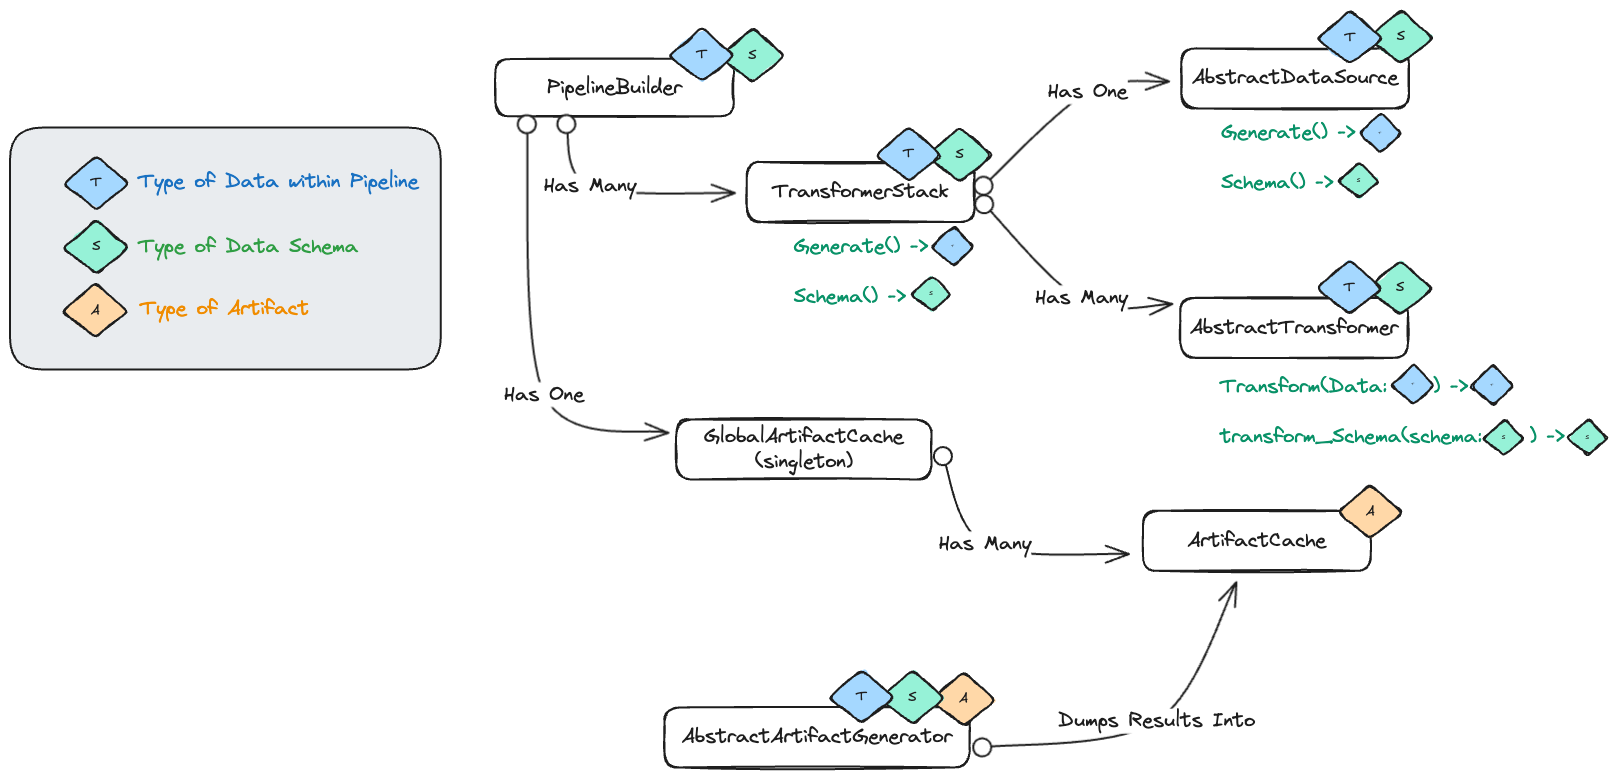 T
S
PipelineBuilder
T
S
AbstractDataSource
Has One
Generate() ->
Schema() -> S
T Type of Data within Pipeline
S Type of Data Schema
A Type of Artifact
Has Many
T
S
TransformerStack
Generate() ->
Schema() -> S
Has Many
T
S
AbstractTransformer
Transform(Data: ) ->
transform_Schema(schema: S ) -> S
Has One
GlobalArtifactCache
(singleton)
Has Many
A
ArtifactCache
T
S
A
AbstractArtifactGenerator
Dumps Results Into